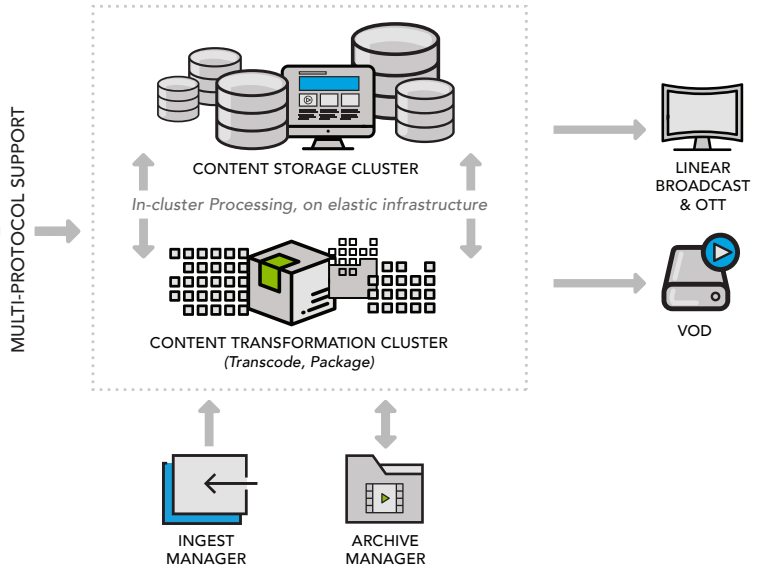 MULTI-PROTOCOL SUPPORT
CONTENT STORAGE CLUSTER
In-cluster Processing, on elastic infrastructure
CONTENT TRANSFORMATION CLUSTER
(Transcode, Package)
LINEAR
BROADCAST
& OTT
VOD
INGEST
MANAGER
ARCHIVE
MANAGER